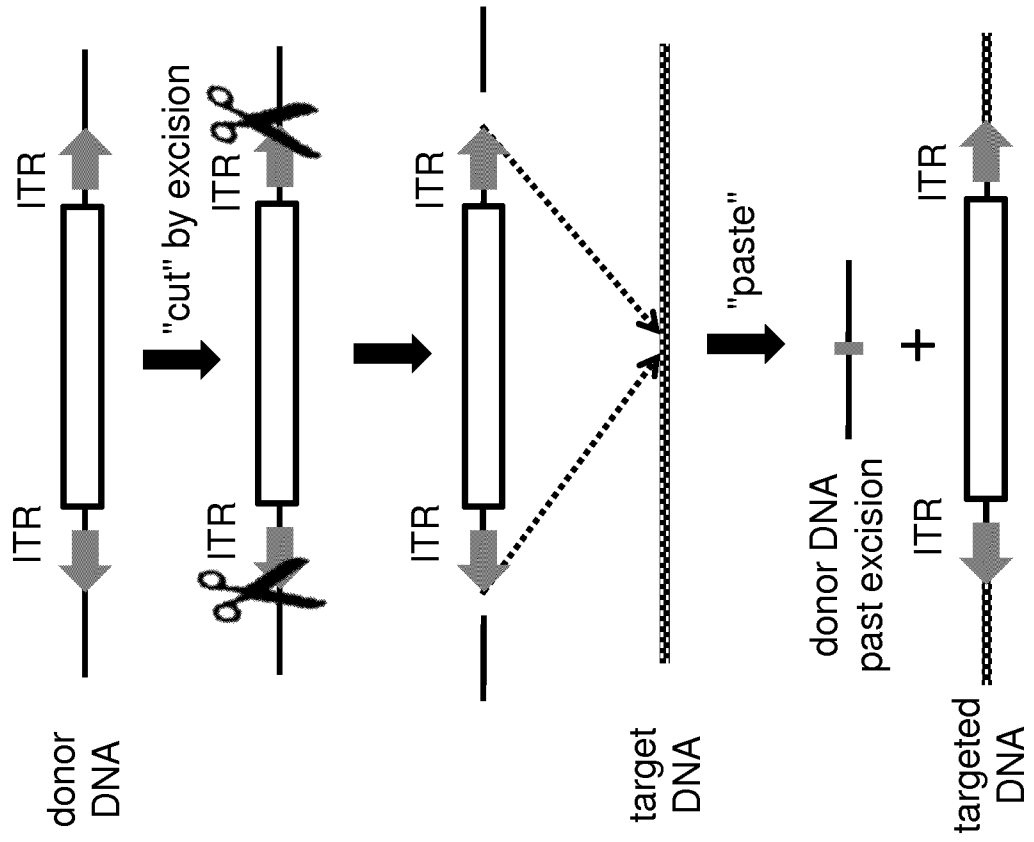 donor
DNA
ITR
ITR
"cut" by excision
ITR
ITR
ITR
ITR
target
DNA
"paste"
donor DNA
past excision
+
targeted
DNA
ITR
ITR